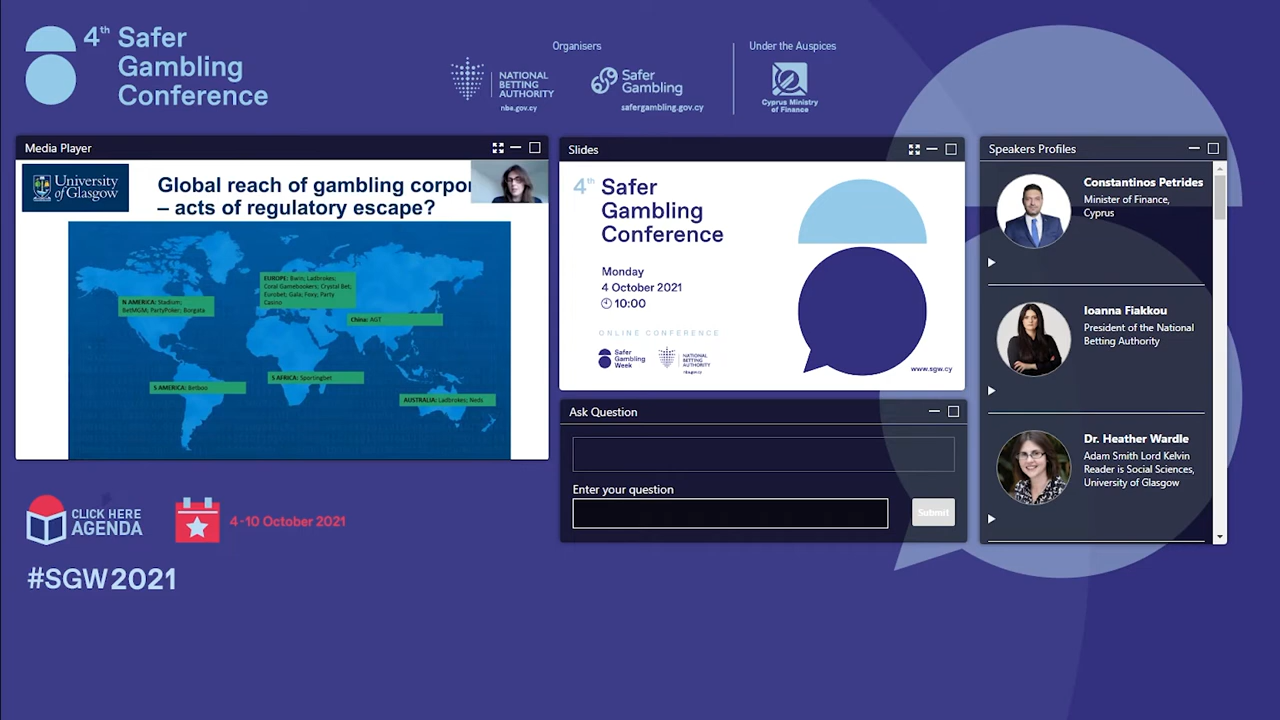 4th Safer
Gambling
Conference
Organisers
NATIONAL
BETTING
AUTHORITY
nba.gov.cy
Safer
Gambling
safergambling.gov.cy
Under the Auspices
Cyprus Ministry
of Finance
Media Player
University
of Glasgow
Global reach of gambling corpor
– acts of regulatory escape?
N AMERICA: Stadium;
BetMGM; PartyPoker; Borgata
EUROPE: Bwin; Ladbrokes;
Coral Gamebookers; Crystal Bet;
Eurobet; Gala; Foxy; Party
Casino
China: AGT
S AMERICA: Betboo
S AFRICA: Sportingbet
AUSTRALIA: Ladbrokes; Neds
CLICK HERE
AGENDA
4-10 October 2021
#SGW2021
Slides
4th Safer
Gambling
Conference
Monday
4 October 2021
10:00
ONLINE CONFERENCE
Safer
Gambling
Week
NATIONAL
BETTING
AUTHORITY
nba.gov.cy
www.sgw.cy
Ask Question
Enter your question
Submit
Speakers Profiles
Constantinos Petrides
Minister of Finance,
Cyprus
Ioanna Fiakkou
President of the National
Betting Authority
Dr. Heather Wardle
Adam Smith Lord Kelvin
Reader is Social Sciences,
University of Glasgow